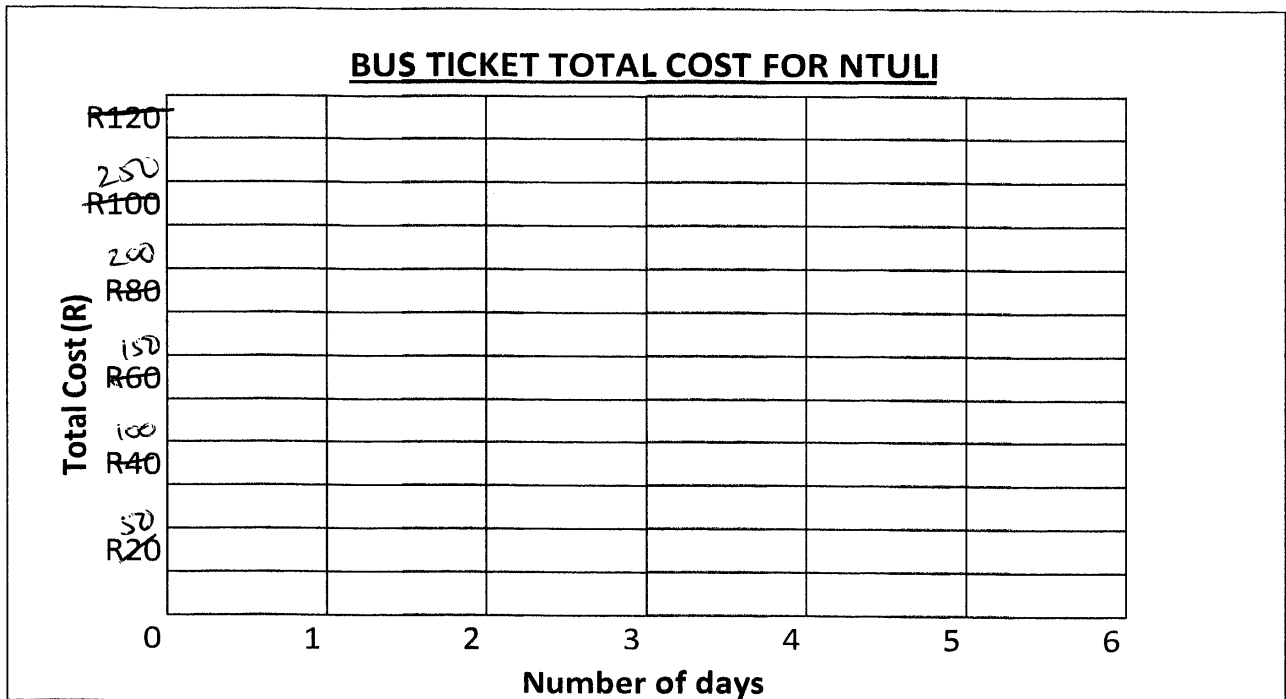 BUS TICKET TOTAL COST FOR NTULI
R120
250
R100
200
R80
150
R60
100
R40
50
R20
Total Cost (R)
0 1 2 3 4 5 6
Number of days